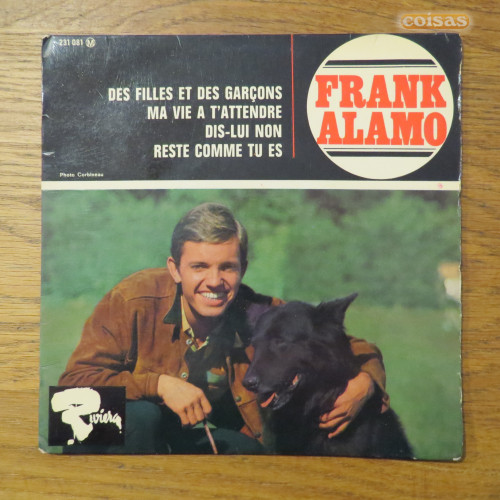 coisas
231 081 M
DES FILLES ET DES GARÇONS
MA VIE A T'ATTENDRE
DIS-LUI NON
RESTE COMME TU ES
FRANK
ALAMO
Photo Corbineau
Riviera